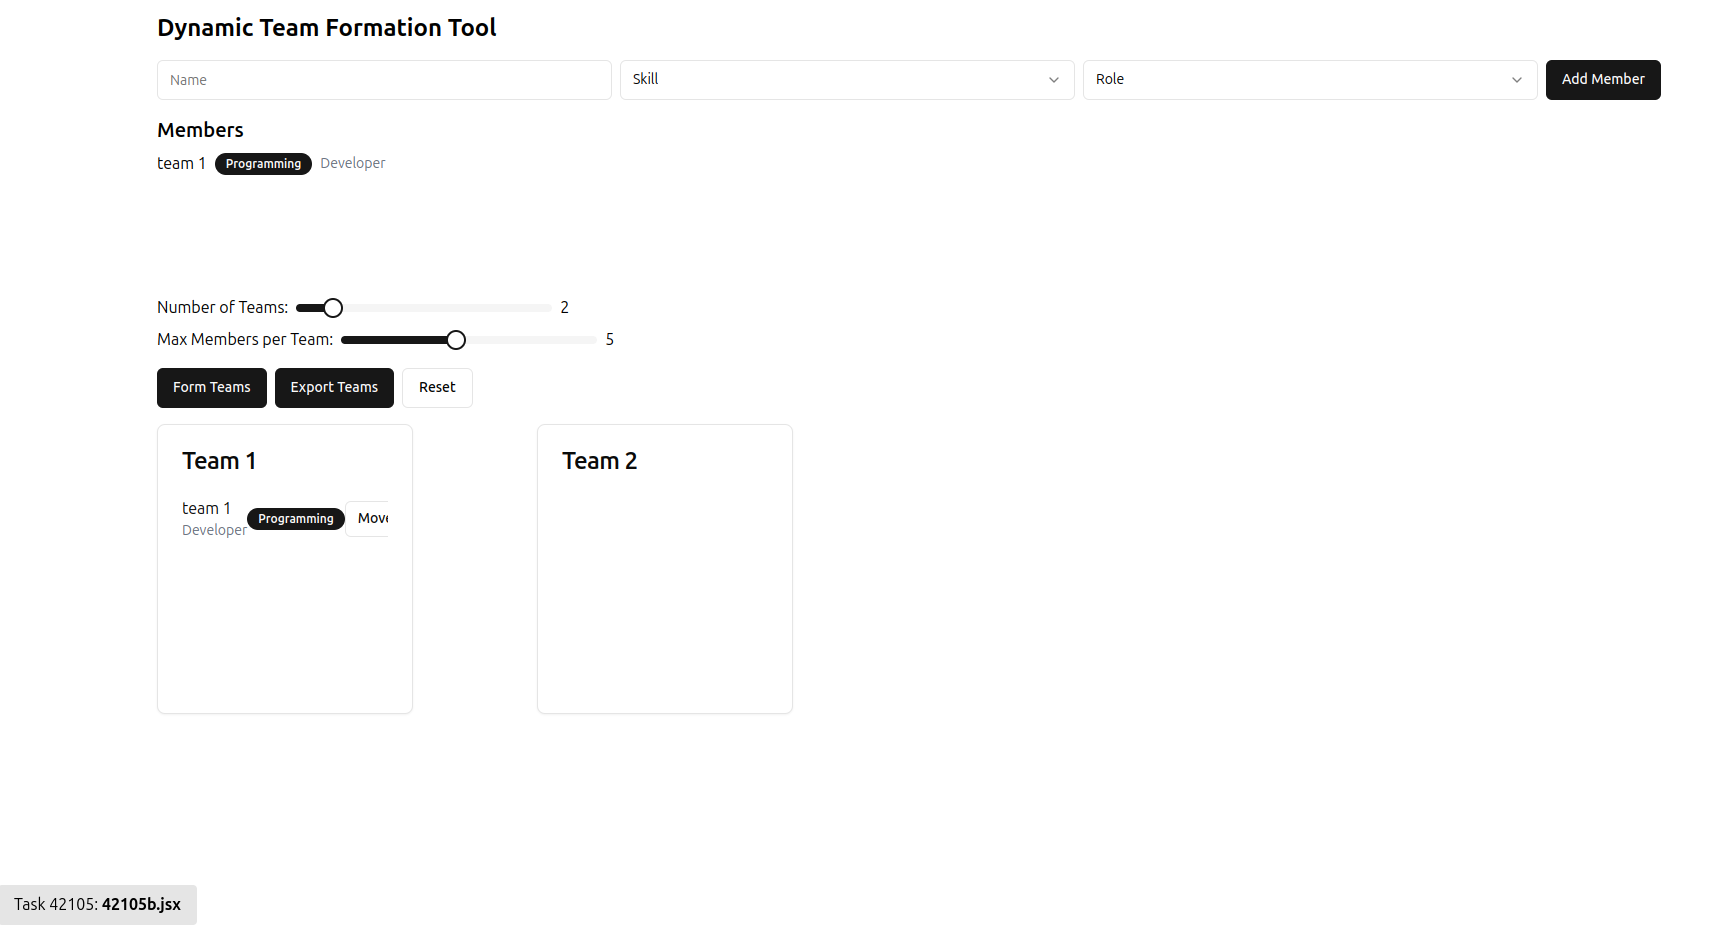 Dynamic Team Formation Tool
Name Skill Role Add Member
Members
team 1 Programming Developer
Number of Teams: 2
Max Members per Team: 5
Form Teams Export Teams Reset
Team 1
team 1
Developer Programming Move
Team 2
Task 42105: 42105b.jsx